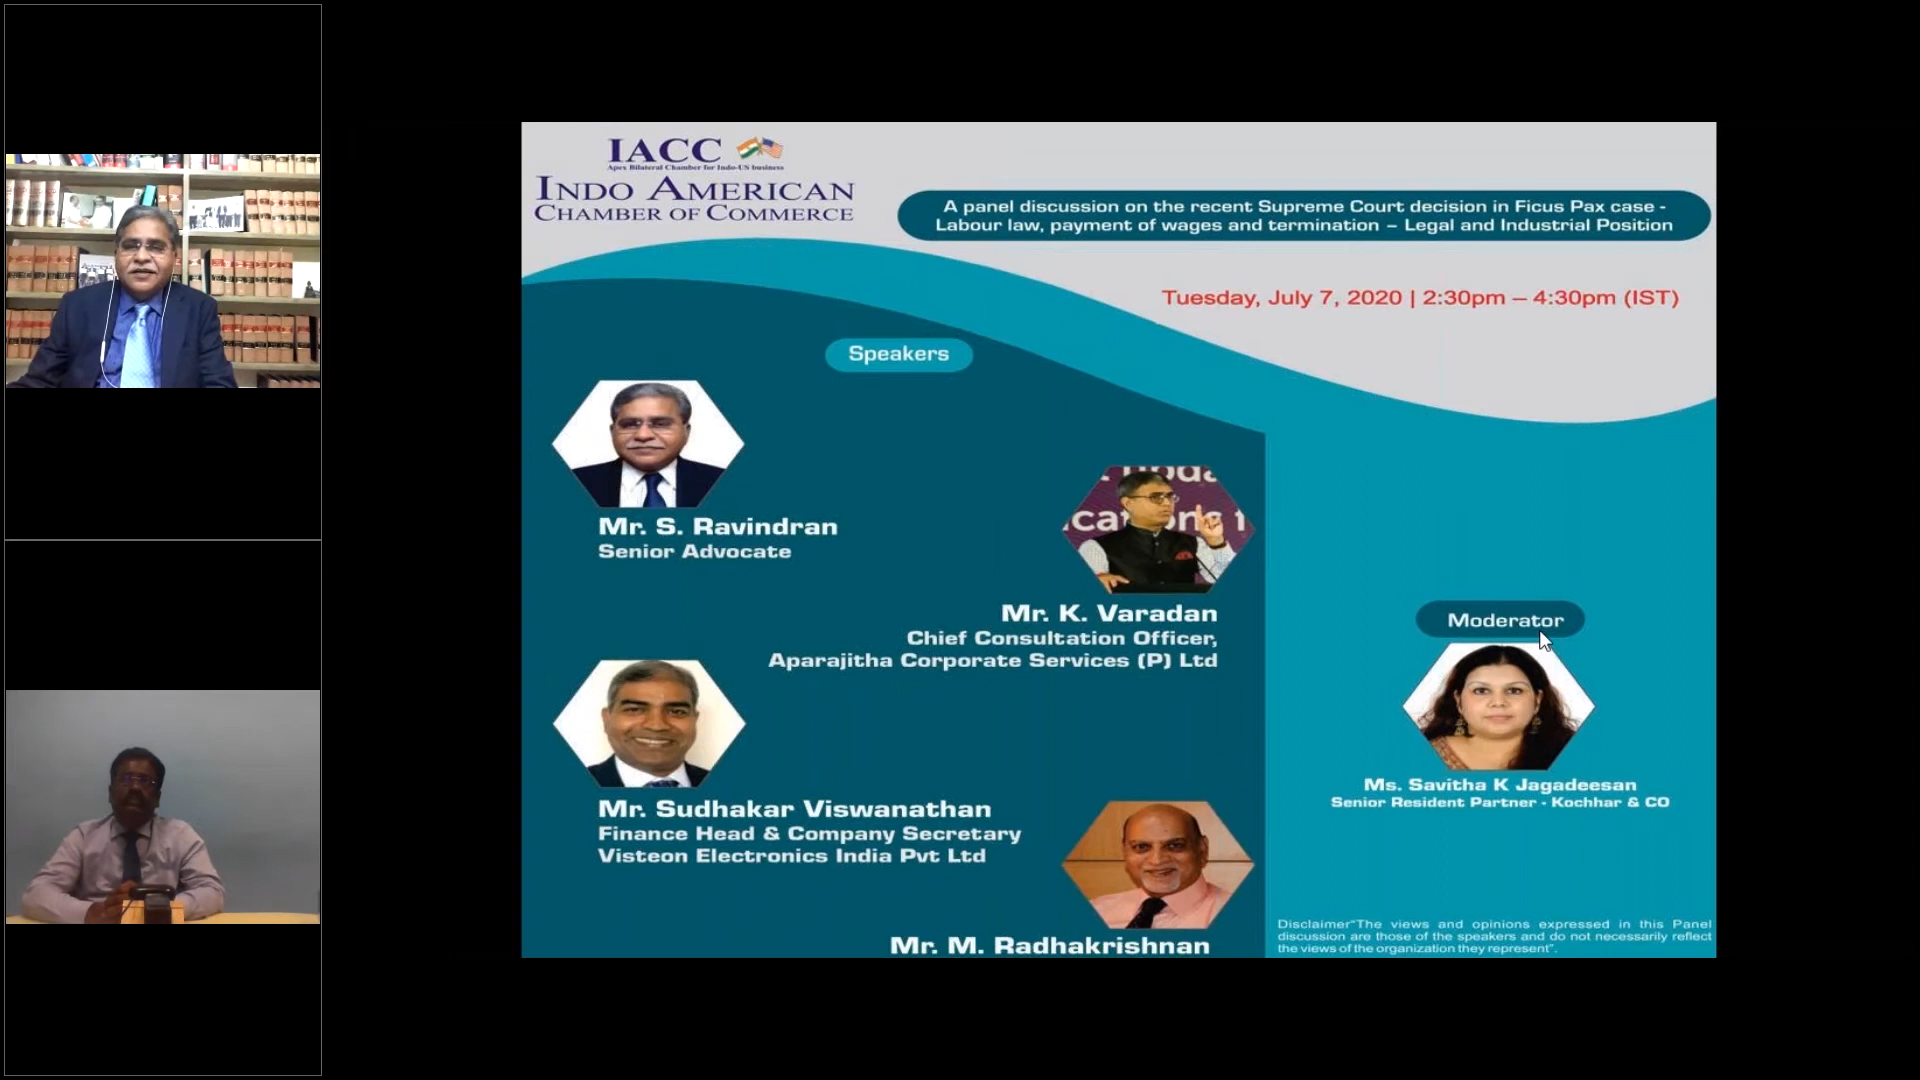 IACC
Apex Bilateral Chamber for Indo-US business
INDO AMERICAN
CHAMBER OF COMMERCE
A panel discussion on the recent Supreme Court decision in Ficus Pax case -
Labour law, payment of wages and termination – Legal and Industrial Position
Tuesday, July 7, 2020 | 2:30pm – 4:30pm (IST)
Speakers
Mr. S. Ravindran
Senior Advocate
Mr. K. Varadan
Chief Consultation Officer,
Aparajitha Corporate Services (P) Ltd
Mr. Sudhakar Viswanathan
Finance Head & Company Secretary
Visteon Electronics India Pvt Ltd
Mr. M. Radhakrishnan
Moderator
Ms. Savitha K Jagadeesan
Senior Resident Partner - Kochhar & CO
Disclaimer"The views and opinions expressed in this Panel
discussion are those of the speakers and do not necessarily reflect
the views of the organization they represent".